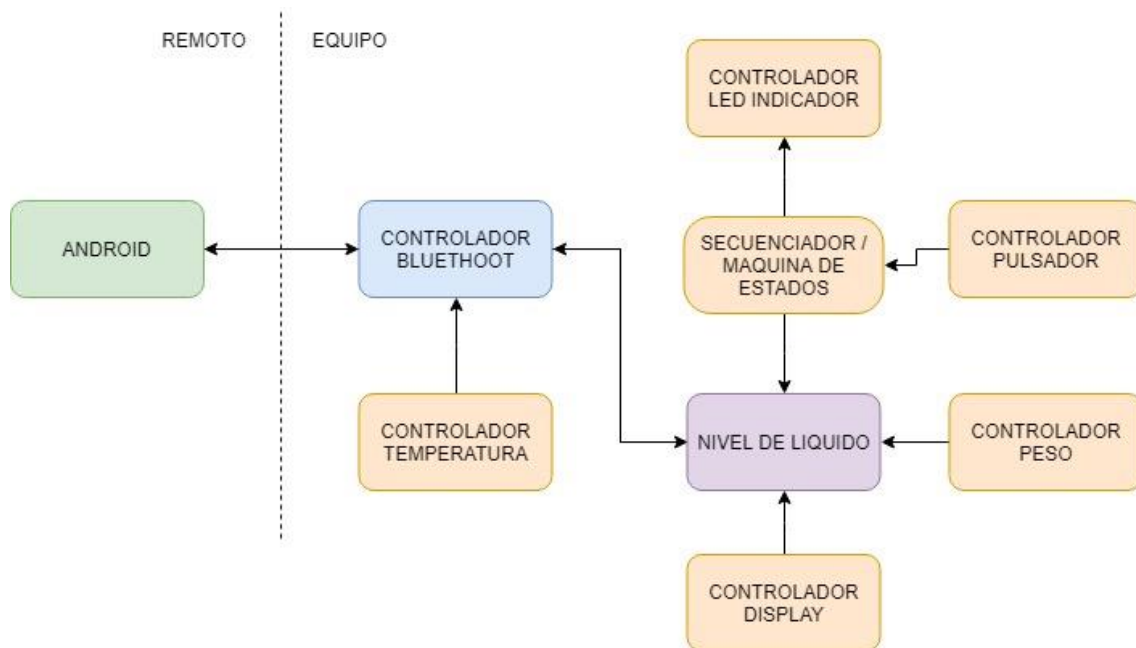 REMOTO
EQUIPO
CONTROLADOR
LED INDICADOR
ANDROID
CONTROLADOR
BLUETHOOT
SECUENCIADOR /
MAQUINA DE
ESTADOS
CONTROLADOR
PULSADOR
CONTROLADOR
TEMPERATURA
NIVEL DE LIQUIDO
CONTROLADOR
PESO
CONTROLADOR
DISPLAY